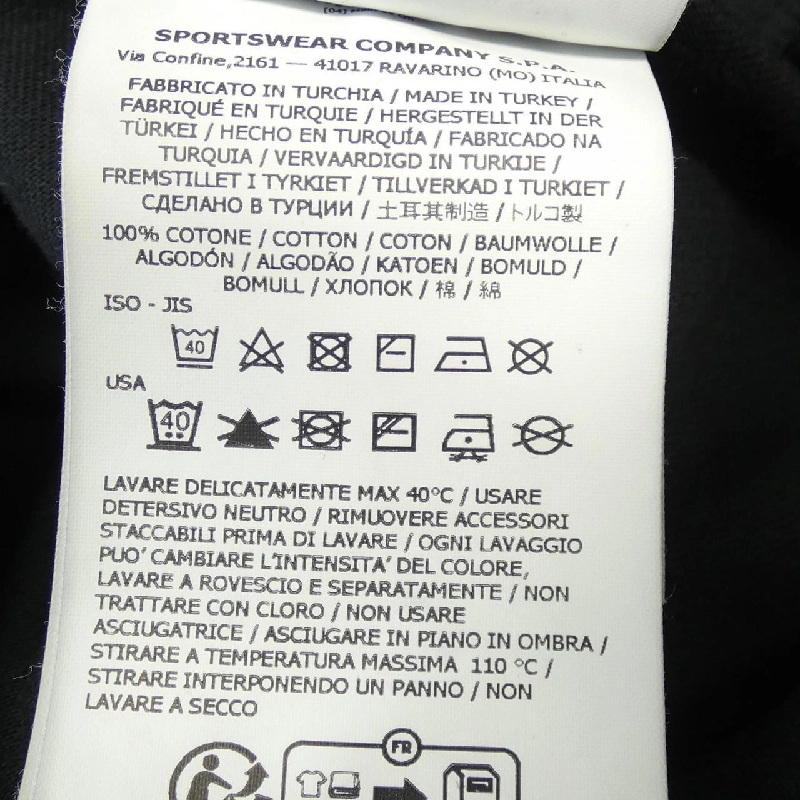 SPORTSWEAR COMPANY S.P.A.
Via Confine,2161 — 41017 RAVARINO (MO) ITALIA
FABBRICATO IN TURCHIA / MADE IN TURKEY /
FABRIQUÉ EN TURQUIE / HERGESTELLT IN DER
TÜRKEI / HECHO EN TURQUÍA / FABRICADO NA
TURQUIA / VERVAARDIGD IN TURKIJE /
FREMSTILLET I TYRKIET / TILLVERKAD I TURKIET /
СДЕЛАНО В ТУРЦИИ / 土耳其制造 / トルコ製
100% COTONE / COTTON / COTON / BAUMWOLLE /
ALGODÓN / ALGODÃO / KATOEN / BOMULD /
BOMULL / ХЛОПОК / 棉 / 綿
ISO - JIS
40
USA
40
LAVARE DELICATAMENTE MAX 40°C / USARE
DETERSIVO NEUTRO / RIMUOVERE ACCESSORI
STACCABILI PRIMA DI LAVARE / OGNI LAVAGGIO
PUO' CAMBIARE L'INTENSITA' DEL COLORE,
LAVARE A ROVESCIO E SEPARATAMENTE / NON
TRATTARE CON CLORO / NON USARE
ASCIUGATRICE / ASCIUGARE IN PIANO IN OMBRA /
STIRARE A TEMPERATURA MASSIMA 110 °C /
STIRARE INTERPONENDO UN PANNO / NON
LAVARE A SECCO
FR